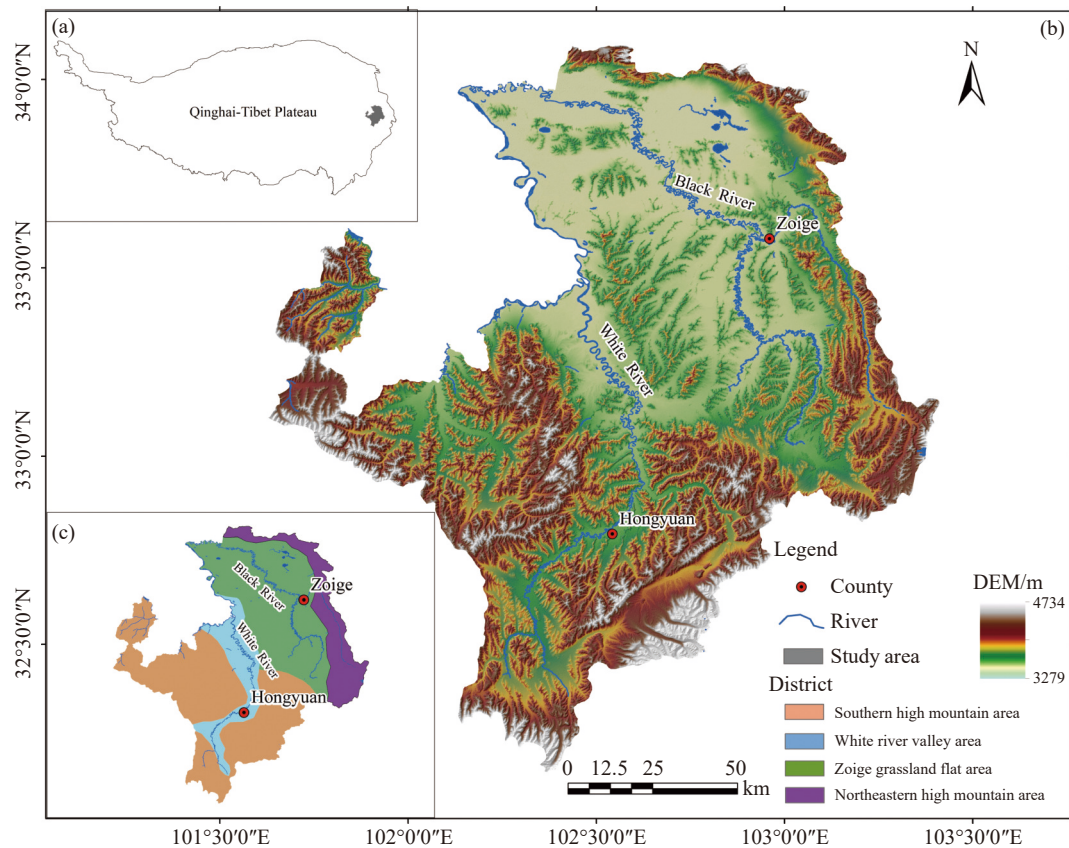 (a)
Qinghai-Tibet Plateau
(b)
N
34°0′0″N
33°30′0″N
33°0′0″N
32°30′0″N
Black River
Zoige
White River
Hongyuan
(c)
Black River
Zoige
White River
Hongyuan
Legend
County
River
Study area
District
Southern high mountain area
White river valley area
Zoige grassland flat area
Northeastern high mountain area
DEM/m
4734
3279
0 12.5 25 50
km
101°30′0″E 102°0′0″E 102°30′0″E 103°0′0″E 103°30′0″E